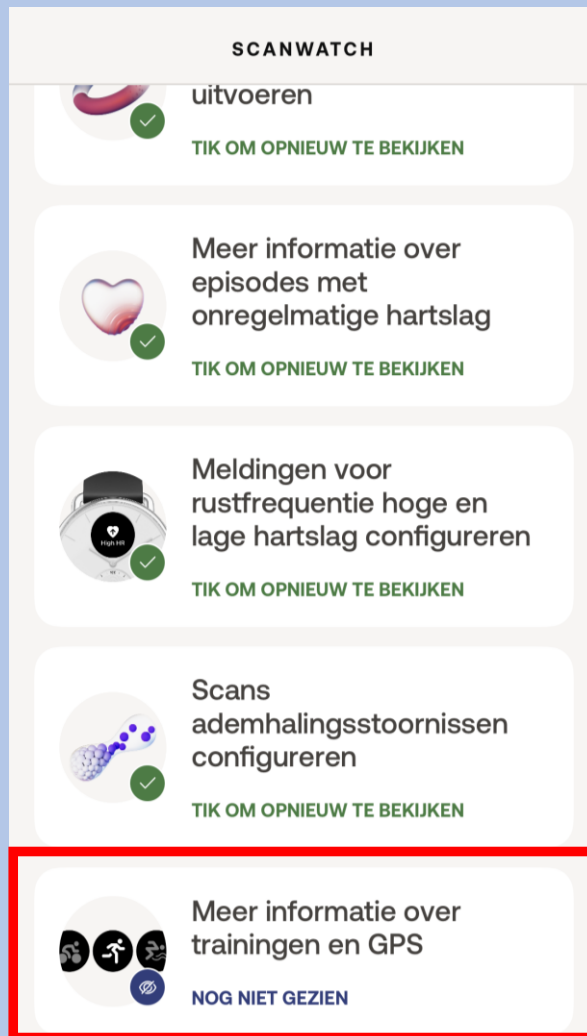 SCANWATCH
uitvoeren
TIK OM OPNIEUW TE BEKIJKEN
Meer informatie over
episodes met
onregelmatige hartslag
TIK OM OPNIEUW TE BEKIJKEN
Meldingen voor
rustfrequentie hoge en
lage hartslag configureren
High HR
TIK OM OPNIEUW TE BEKIJKEN
Scans
ademhalingsstoornissen
configureren
TIK OM OPNIEUW TE BEKIJKEN
Meer informatie over
trainingen en GPS
NOG NIET GEZIEN